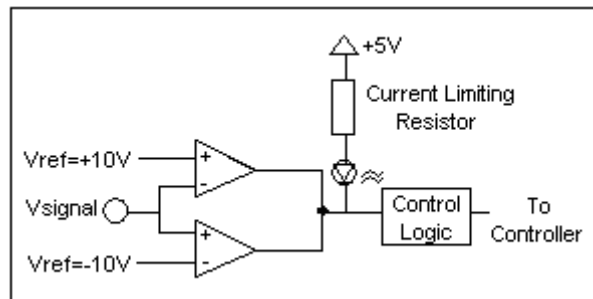 +5V
Current Limiting
Resistor
Vref=+10V
+
-
Vsignal
+
Vref=-10V
-
Control
Logic
To
Controller